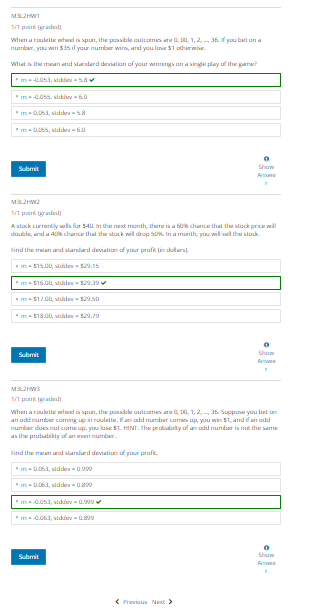 M3L2HW1
1/1 point (graded)
When a roulette wheel is spun, the possible outcomes are 0, 00, 1, 2, ..., 36. If you bet on a
number, you win $35 if your number wins, and you lose $1 otherwise.
What is the mean and standard deviation of your winnings on a single play of the game?
m = -0.053, stddev = 5.8 ✔
m = -0.055, stddev = 6.0
m = 0.053, stddev = 5.8
m = 0.055, stddev = 6.0
Submit
Show
Answe
r
M3L2HW2
1/1 point (graded)
A stock currently sells for $40. In the next month, there is a 60% chance that the stock price will
double, and a 40% chance that the stock will drop 50%. In a month, you will sell the stock.
Find the mean and standard deviation of your profit (in dollars).
m = $15.00, stddev = $29.15
m = $16.00, stddev = $29.39 ✔
m = $17.00, stddev = $29.50
m = $18.00, stddev = $29.79
Submit
Show
Answe
r
M3L2HW3
1/1 point (graded)
When a roulette wheel is spun, the possible outcomes are 0, 00, 1, 2, ..., 36. Suppose you bet on
an odd number coming up in roulette. If an odd number comes up, you win $1, and if an odd
number does not come up, you lose $1. HINT: The probabilty of an odd number is not the same
as the probability of an even number.
Find the mean and standard deviation of your profit.
m = 0.053, stddev = 0.999
m = 0.063, stddev = 0.899
m = -0.053, stddev = 0.999 ✔
m = -0.063, stddev = 0.899
Submit
Show
Answe
r
Previous Next